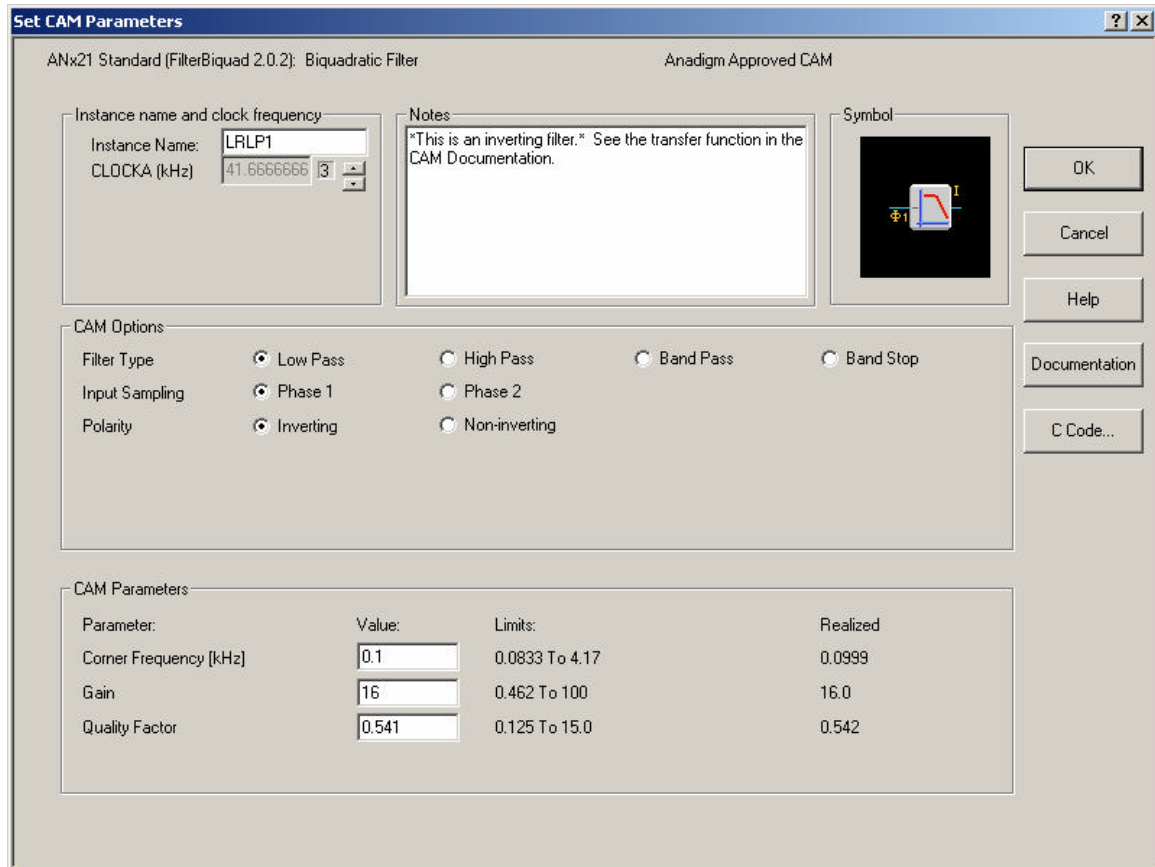 Set CAM Parameters
ANx21 Standard (FilterBiquad 2.0.2): Biquadratic Filter Anadigm Approved CAM
Instance name and clock frequency
Instance Name: LRLP1
CLOCKA (kHz) 41.6666666 3
Notes
*This is an inverting filter.* See the transfer function in the
CAM Documentation.
Symbol
Φ1 I
OK
Cancel
Help
Documentation
C Code...
CAM Options
Filter Type Low Pass High Pass Band Pass Band Stop
Input Sampling Phase 1 Phase 2
Polarity Inverting Non-inverting
CAM Parameters
Parameter: Value: Limits: Realized
Corner Frequency [kHz] 0.1 0.0833 To 4.17 0.0999
Gain 16 0.462 To 100 16.0
Quality Factor 0.541 0.125 To 15.0 0.542